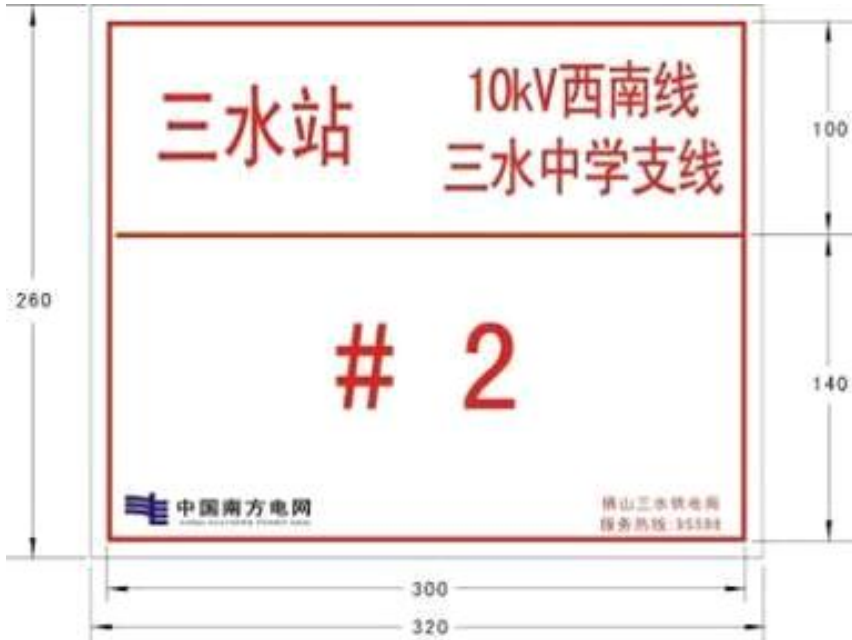 三水站
10kV西南线
三水中学支线
# 2
中国南方电网
佛山三水供电局
服务热线:95598
260
100
140
300
320